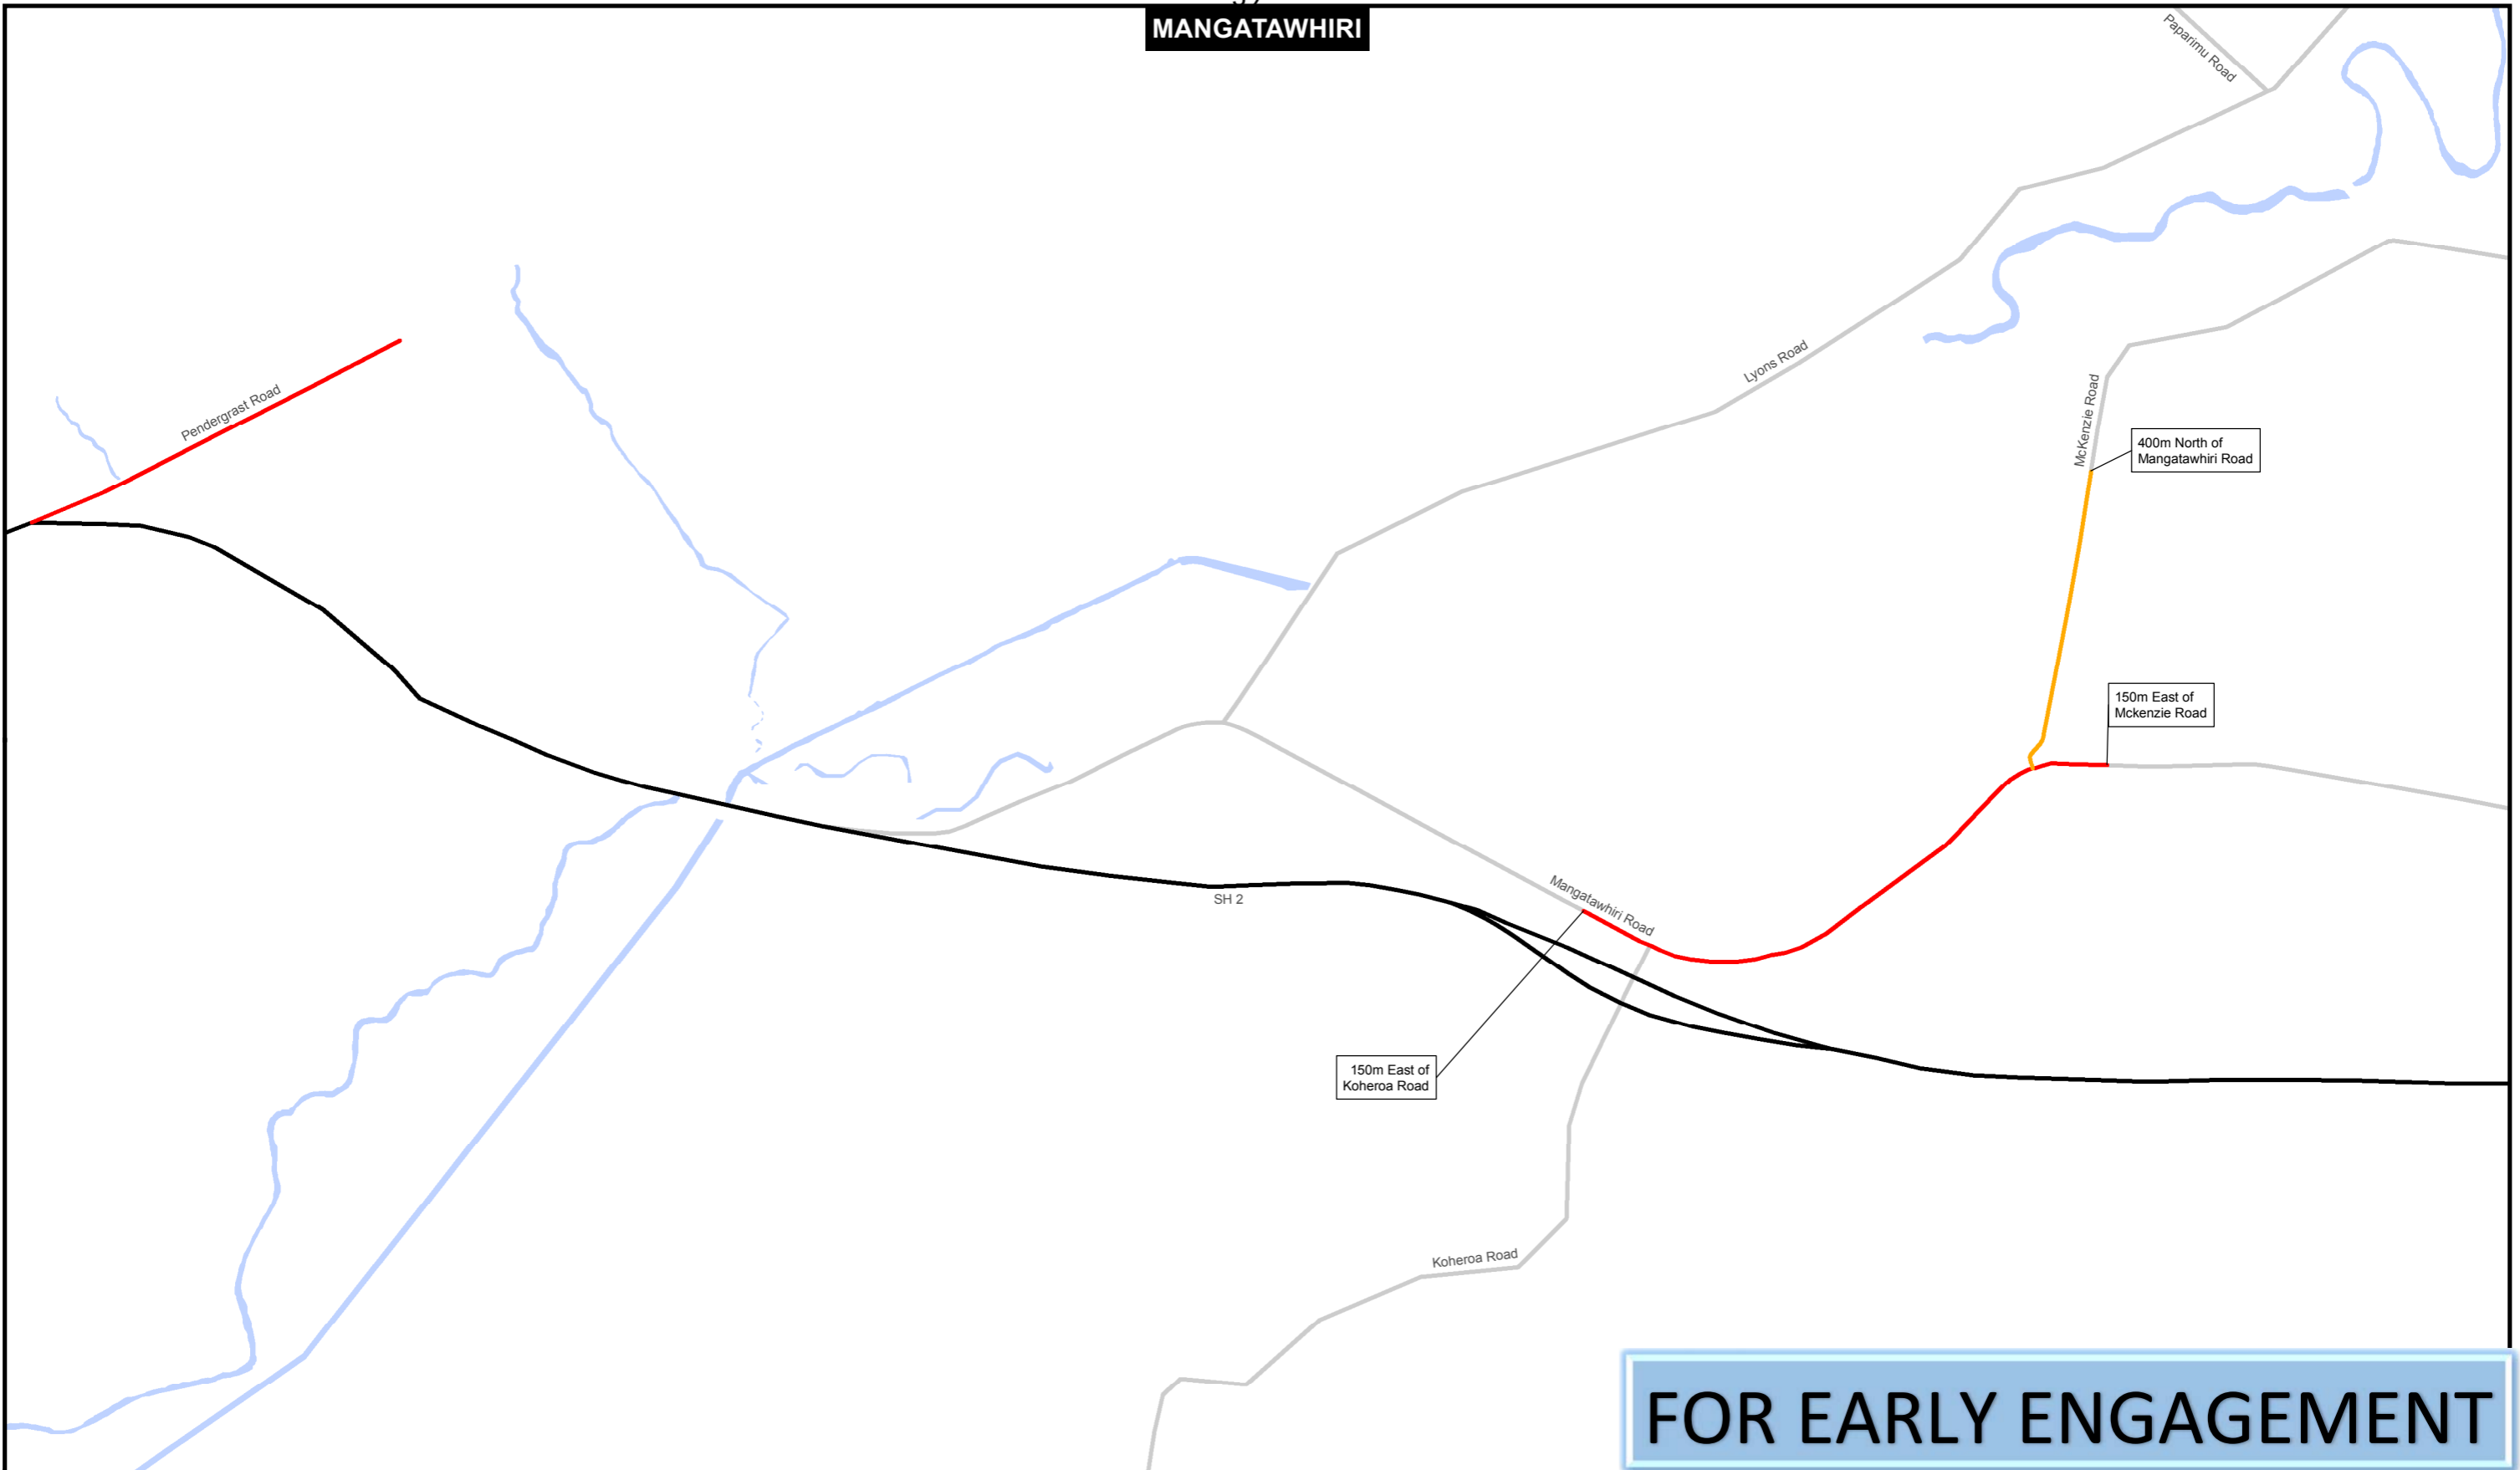 MANGATAWHIRI
Paparimu Road
Lyons Road
Pendergrast Road
McKenzie Road
400m North of
Mangatawhiri Road
150m East of
Mckenzie Road
Mangatawhiri Road
SH 2
150m East of
Koheroa Road
Koheroa Road
FOR EARLY ENGAGEMENT